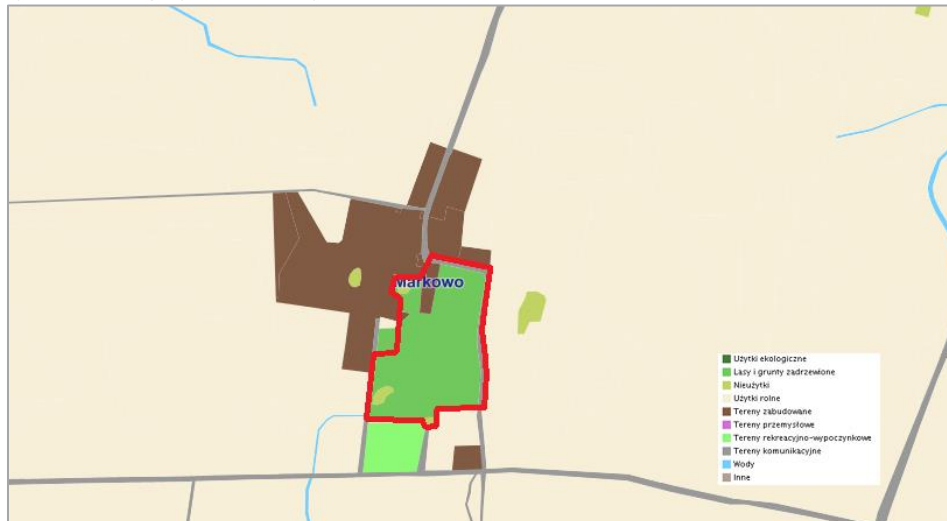 Markowo
Użytki ekologiczne
Lasy i grunty zadrzewione
Nieużytki
Użytki rolne
Tereny zabudowane
Tereny przemysłowe
Tereny rekreacyjno-wypoczynkowe
Tereny komunikacyjne
Wody
Inne